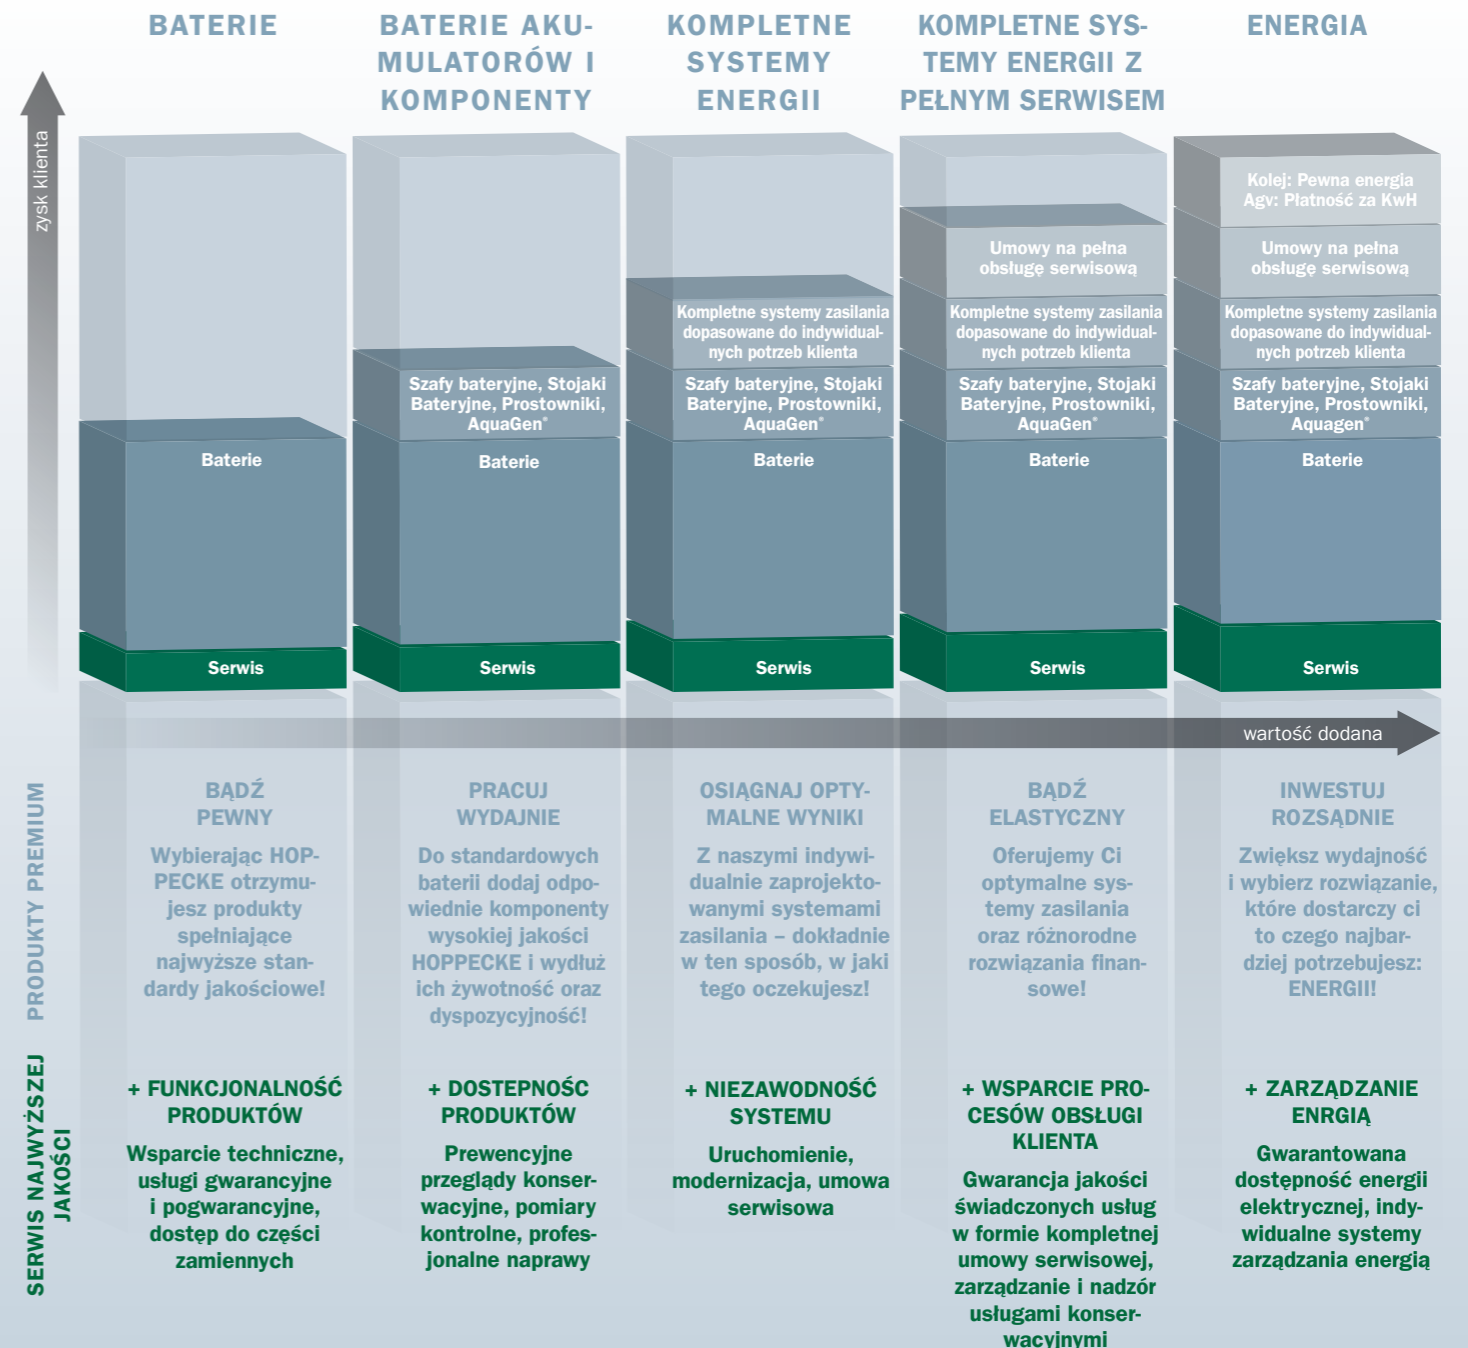 BATERIE
BATERIE AKU-
MULATORÓW I
KOMPONENTY
KOMPLETNE
SYSTEMY
ENERGII
KOMPLETNE SYS-
TEMY ENERGII Z
PEŁNYM SERWISEM
ENERGIA
zysk klienta
Baterie
Serwis
Szafy bateryjne, Stojaki
Bateryjne, Prostowniki,
AquaGen®
Baterie
Serwis
Kompletne systemy zasilania
dopasowane do indywidual-
nych potrzeb klienta
Szafy bateryjne, Stojaki
Bateryjne, Prostowniki,
AquaGen®
Baterie
Serwis
Umowy na pełna
obsługę serwisową
Kompletne systemy zasilania
dopasowane do indywidual-
nych potrzeb klienta
Szafy bateryjne, Stojaki
Bateryjne, Prostowniki,
AquaGen®
Baterie
Serwis
Kolej: Pewna energia
Agv: Płatność za KwH
Umowy na pełna
obsługę serwisową
Kompletne systemy zasilania
dopasowane do indywidual-
nych potrzeb klienta
Szafy bateryjne, Stojaki
Bateryjne, Prostowniki,
Aquagen®
Baterie
Serwis
wartość dodana
PRODUKTY PREMIUM
BĄDŹ
PEWNY
Wybierając HOP-
PECKE otrzymu-
jesz produkty
spełniające
najwyższe stan-
dardy jakościowe!
PRACUJ
WYDAJNIE
Do standardowych
baterii dodaj odpo-
wiednie komponenty
wysokiej jakości
HOPPECKE i wydłuż
ich żywotność oraz
dyspozycyjność!
OSIĄGNAJ OPTY-
MALNE WYNIKI
Z naszymi indywi-
dualnie zaprojekto-
wanymi systemami
zasilania – dokładnie
w ten sposób, w jaki
tego oczekujesz!
BĄDŹ
ELASTYCZNY
Oferujemy Ci
optymalne sys-
temy zasilania
oraz różnorodne
rozwiązania finan-
sowe!
INWESTUJ
ROZSĄDNIE
Zwiększ wydajność
i wybierz rozwiązanie,
które dostarczy ci
to czego najbar-
dziej potrzebujesz:
ENERGII!
SERWIS NAJWYŻSZEJ
JAKOŚCI
+ FUNKCJONALNOŚĆ
PRODUKTÓW
Wsparcie techniczne,
usługi gwarancyjne
i pogwarancyjne,
dostęp do części
zamiennych
+ DOSTEPNOŚC
PRODUKTÓW
Prewencyjne
przeglądy konser-
wacyjne, pomiary
kontrolne, profes-
jonalne naprawy
+ NIEZAWODNOŚĆ
SYSTEMU
Uruchomienie,
modernizacja, umowa
serwisowa
+ WSPARCIE PRO-
CESÓW OBSŁUGI
KLIENTA
Gwarancja jakości
świadczonych usług
w formie kompletnej
umowy serwisowej,
zarządzanie i nadzór
usługami konser-
wacyjnymi
+ ZARZĄDZANIE
ENRGIĄ
Gwarantowana
dostępność energii
elektrycznej, indy-
widualne systemy
zarządzania energią